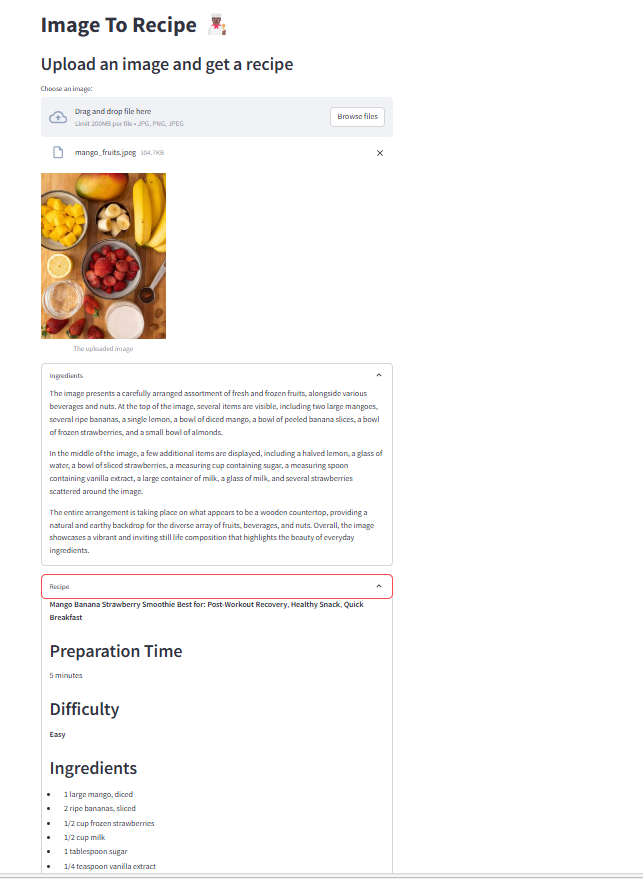 Image To Recipe
Upload an image and get a recipe
Choose an image:
Drag and drop file here
Limit 200MB per file • JPG, PNG, JPEG
Browse files
mango_fruits.jpeg 104.7KB
The uploaded image
Ingredients
The image presents a carefully arranged assortment of fresh and frozen fruits, alongside various
beverages and nuts. At the top of the image, several items are visible, including two large mangoes,
several ripe bananas, a single lemon, a bowl of diced mango, a bowl of peeled banana slices, a bowl
of frozen strawberries, and a small bowl of almonds.
In the middle of the image, a few additional items are displayed, including a halved lemon, a glass of
water, a bowl of sliced strawberries, a measuring cup containing sugar, a measuring spoon
containing vanilla extract, a large container of milk, a glass of milk, and several strawberries
scattered around the image.
The entire arrangement is taking place on what appears to be a wooden countertop, providing a
natural and earthy backdrop for the diverse array of fruits, beverages, and nuts. Overall, the image
showcases a vibrant and inviting still life composition that highlights the beauty of everyday
ingredients.
Recipe
Mango Banana Strawberry Smoothie Best for: Post-Workout Recovery, Healthy Snack, Quick
Breakfast
Preparation Time
5 minutes
Difficulty
Easy
Ingredients
• 1 large mango, diced
• 2 ripe bananas, sliced
• 1/2 cup frozen strawberries
• 1/2 cup milk
• 1 tablespoon sugar
• 1/4 teaspoon vanilla extract